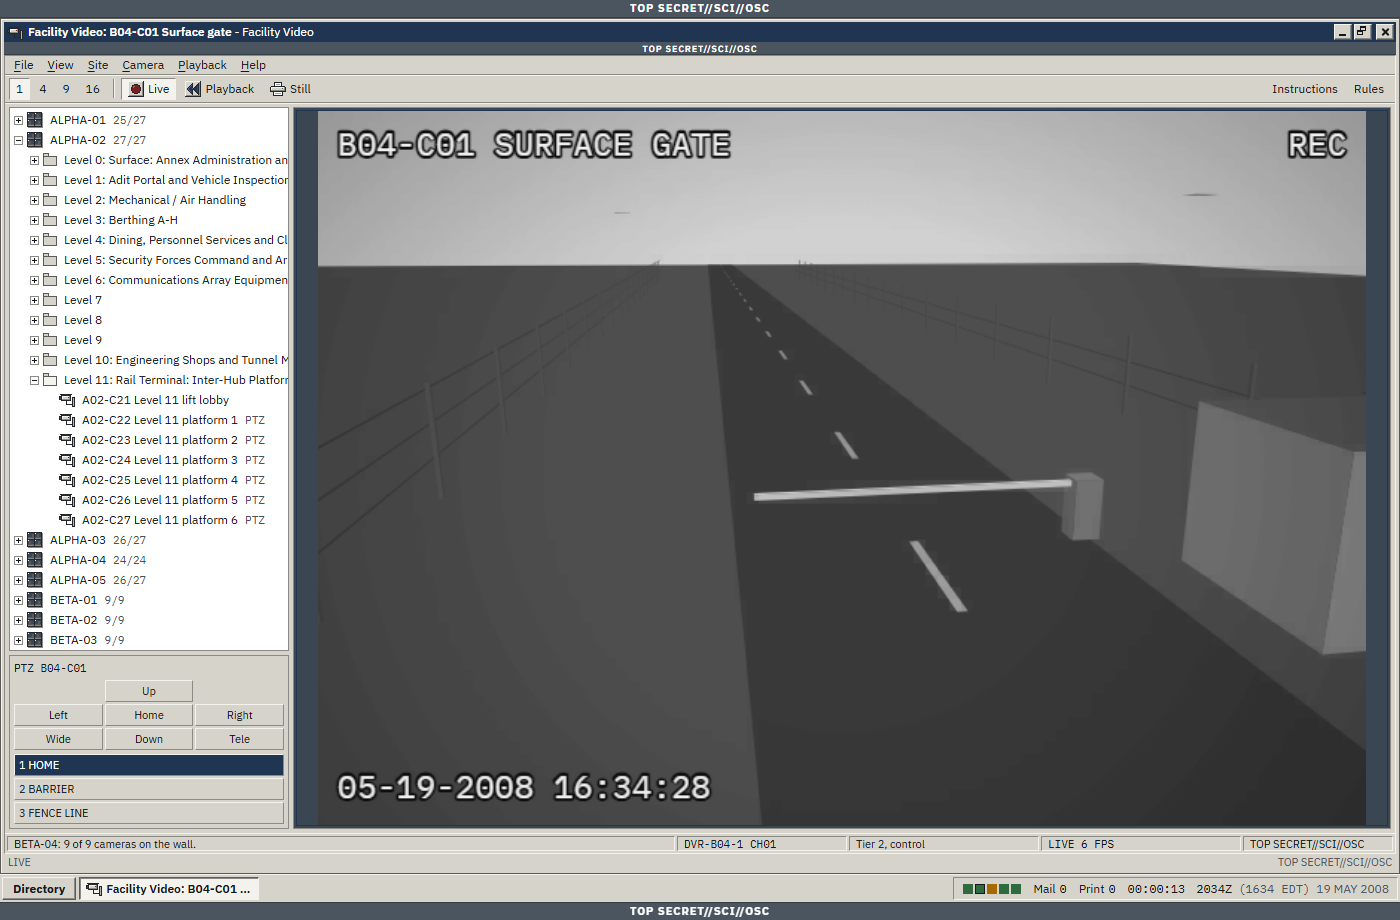 TOP SECRET//SCI//OSC
Facility Video: B04-C01 Surface gate - Facility Video
TOP SECRET//SCI//OSC
File View Site Camera Playback Help
1 4 9 16 Live Playback Still Instructions Rules
ALPHA-01 25/27
ALPHA-02 27/27
Level 0: Surface: Annex Administration an
Level 1: Adit Portal and Vehicle Inspection
Level 2: Mechanical / Air Handling
Level 3: Berthing A-H
Level 4: Dining, Personnel Services and Cl
Level 5: Security Forces Command and Ar
Level 6: Communications Array Equipmen
Level 7
Level 8
Level 9
Level 10: Engineering Shops and Tunnel M
Level 11: Rail Terminal: Inter-Hub Platfor
A02-C21 Level 11 lift lobby
A02-C22 Level 11 platform 1 PTZ
A02-C23 Level 11 platform 2 PTZ
A02-C24 Level 11 platform 3 PTZ
A02-C25 Level 11 platform 4 PTZ
A02-C26 Level 11 platform 5 PTZ
A02-C27 Level 11 platform 6 PTZ
ALPHA-03 26/27
ALPHA-04 24/24
ALPHA-05 26/27
BETA-01 9/9
BETA-02 9/9
BETA-03 9/9
PTZ B04-C01
Up
Left Home Right
Wide Down Tele
1 HOME
2 BARRIER
3 FENCE LINE
B04-C01 SURFACE GATE REC
05-19-2008 16:34:28
BETA-04: 9 of 9 cameras on the wall. DVR-B04-1 CH01 Tier 2, control LIVE 6 FPS TOP SECRET//SCI//OSC
LIVE TOP SECRET//SCI//OSC
Directory Facility Video: B04-C01 ... Mail 0 Print 0 00:00:13 2034Z (1634 EDT) 19 MAY 2008
TOP SECRET//SCI//OSC